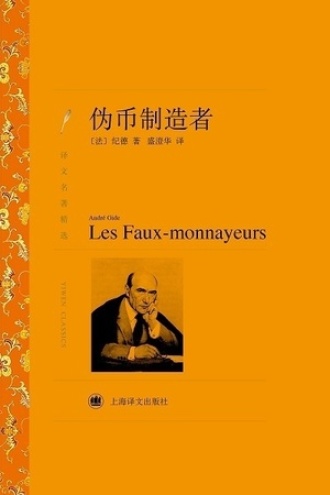 伪币制造者
〔法〕纪德 著 盛澄华 译
译文名著精选
YIWEN CLASSICS
André Gide
Les Faux-monnayeurs
上海译文出版社